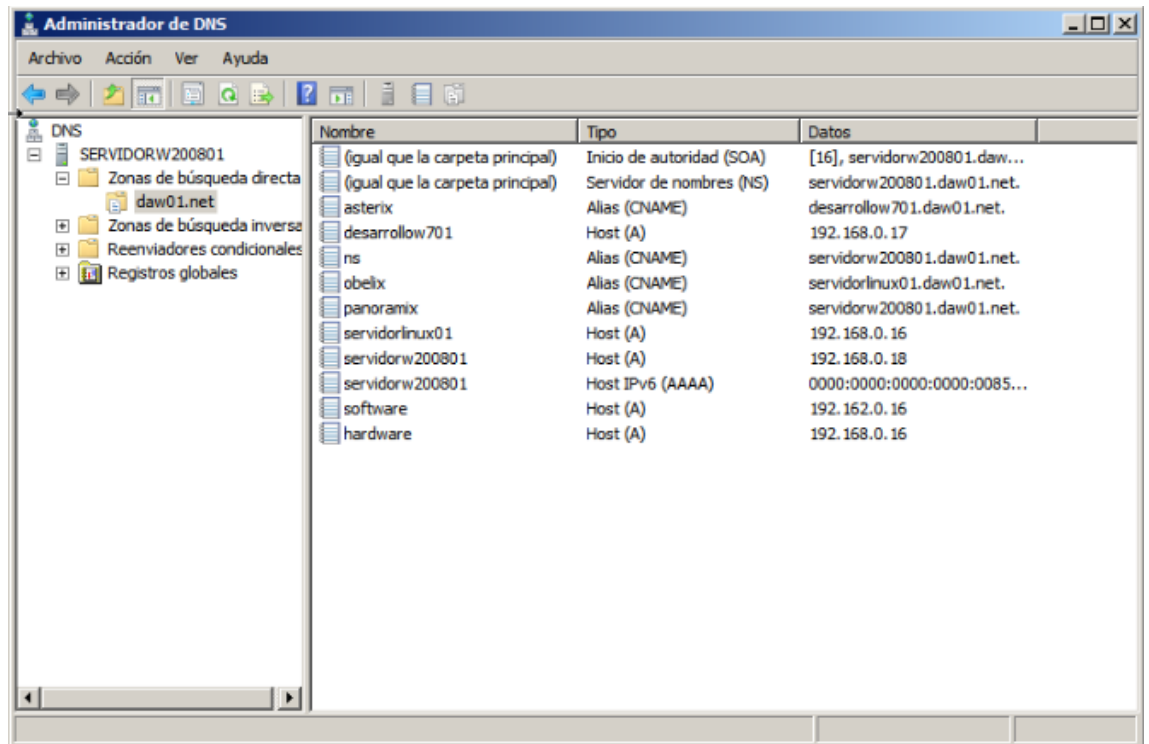 Administrador de DNS
Archivo Acción Ver Ayuda
DNS
SERVIDORW200801
Zonas de búsqueda directa
daw01.net
Zonas de búsqueda inversa
Reenviadores condicionales
Registros globales
Nombre Tipo Datos
(igual que la carpeta principal) Inicio de autoridad (SOA) [16], servidorw200801.daw...
(igual que la carpeta principal) Servidor de nombres (NS) servidorw200801.daw01.net.
asterix Alias (CNAME) desarrollow701.daw01.net.
desarrollow701 Host (A) 192.168.0.17
ns Alias (CNAME) servidorw200801.daw01.net.
obelix Alias (CNAME) servidorlinux01.daw01.net.
panoramix Alias (CNAME) servidorw200801.daw01.net.
servidorlinux01 Host (A) 192.168.0.16
servidorw200801 Host (A) 192.168.0.18
servidorw200801 Host IPv6 (AAAA) 0000:0000:0000:0000:0085...
software Host (A) 192.162.0.16
hardware Host (A) 192.168.0.16